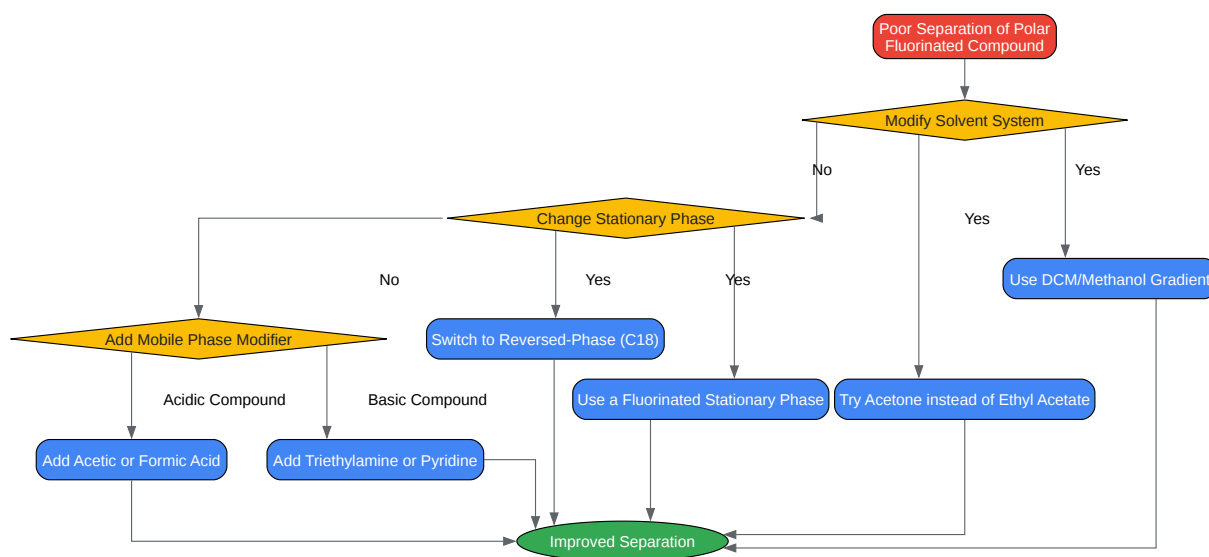 Poor Separation of Polar
Fluorinated Compound
Modify Solvent System
No
Yes
Yes
Change Stationary Phase
Use DCM/Methanol Gradient
No
Yes
Yes
Add Mobile Phase Modifier
Switch to Reversed-Phase (C18)
Acidic Compound
Basic Compound
Use a Fluorinated Stationary Phase
Try Acetone instead of Ethyl Acetate
Add Acetic or Formic Acid
Add Triethylamine or Pyridine
Improved Separation